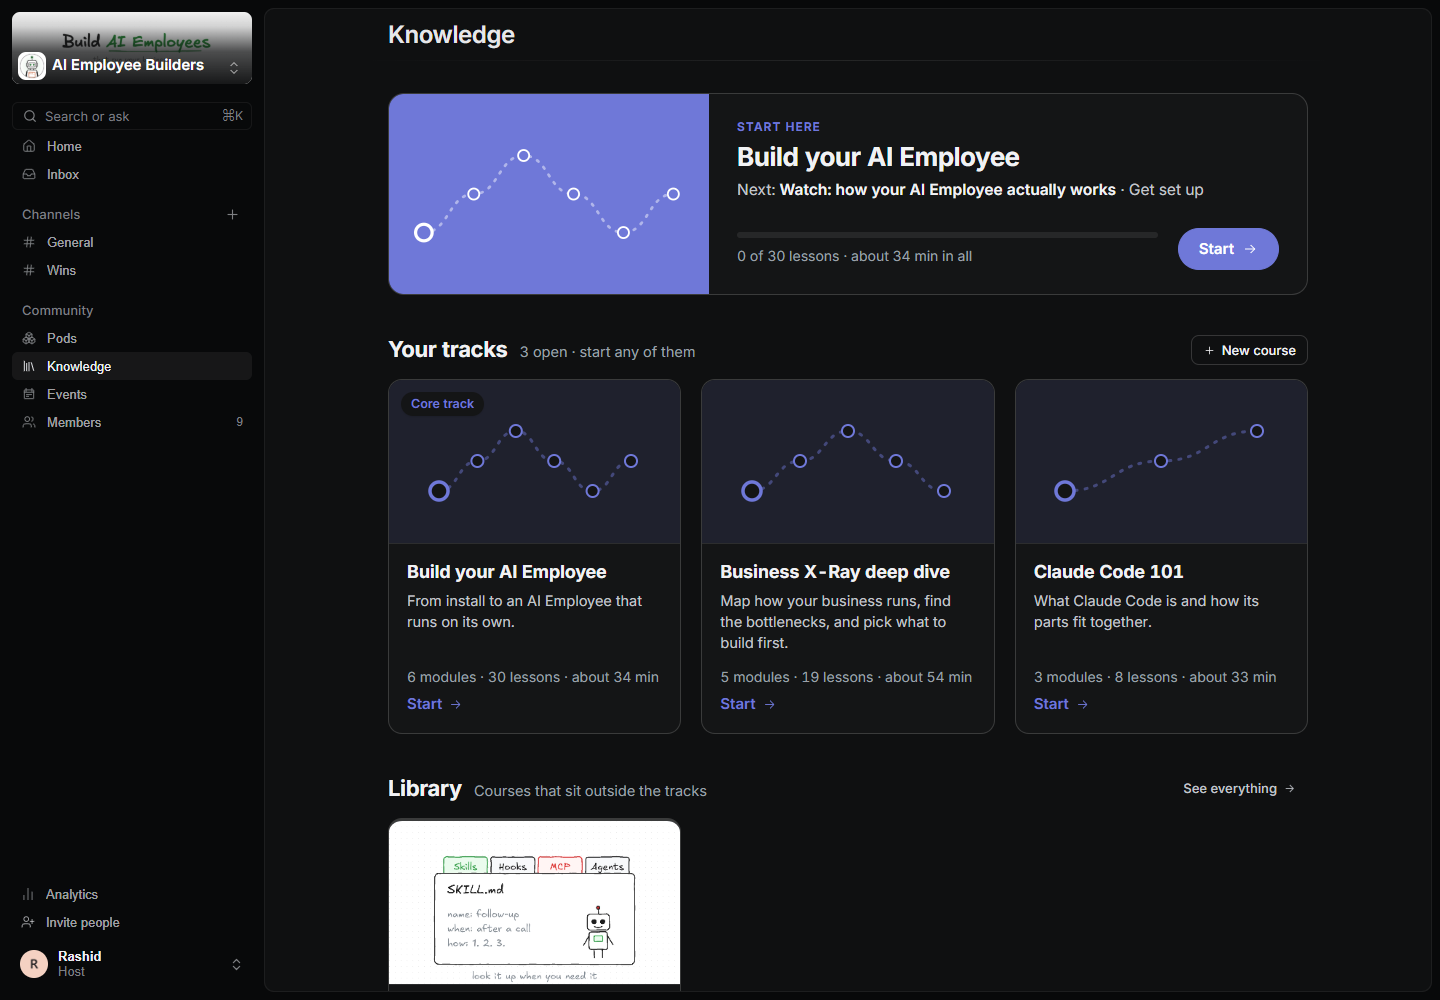 Build AI Employees
AI Employee Builders
Search or ask
⌘K
Home
Inbox
Channels
General
Wins
Community
Pods
Knowledge
Events
Members
9
Analytics
Invite people
R
Rashid
Host
Knowledge
START HERE
Build your AI Employee
Next: Watch: how your AI Employee actually works · Get set up
0 of 30 lessons · about 34 min in all
Start →
Your tracks
3 open · start any of them
+ New course
Core track
Build your AI Employee
From install to an AI Employee that
runs on its own.
6 modules · 30 lessons · about 34 min
Start →
Business X-Ray deep dive
Map how your business runs, find
the bottlenecks, and pick what to
build first.
5 modules · 19 lessons · about 54 min
Start →
Claude Code 101
What Claude Code is and how its
parts fit together.
3 modules · 8 lessons · about 33 min
Start →
Library
Courses that sit outside the tracks
See everything →
Skills
Hooks
MCP
Agents
SKILL.md
name: follow-up
when: after a call
how: 1. 2. 3.
look it up when you need it